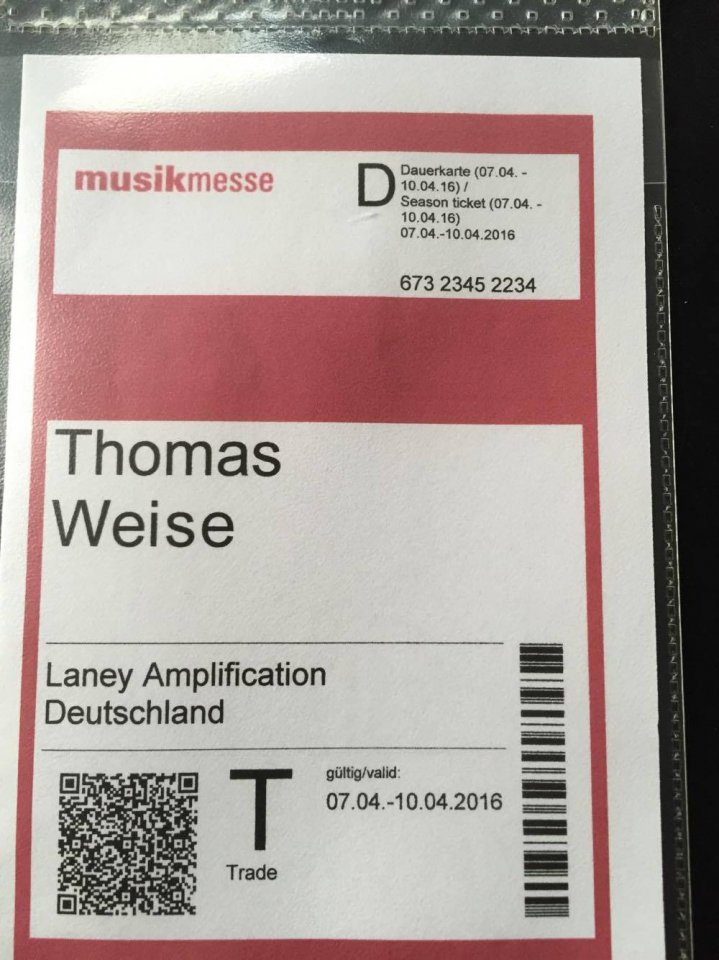 musikmesse
D
Dauerkarte (07.04. -
10.04.16) /
Season ticket (07.04. -
10.04.16)
07.04.-10.04.2016
673 2345 2234
Thomas
Weise
Laney Amplification
Deutschland
T
Trade
gültig/valid:
07.04.-10.04.2016